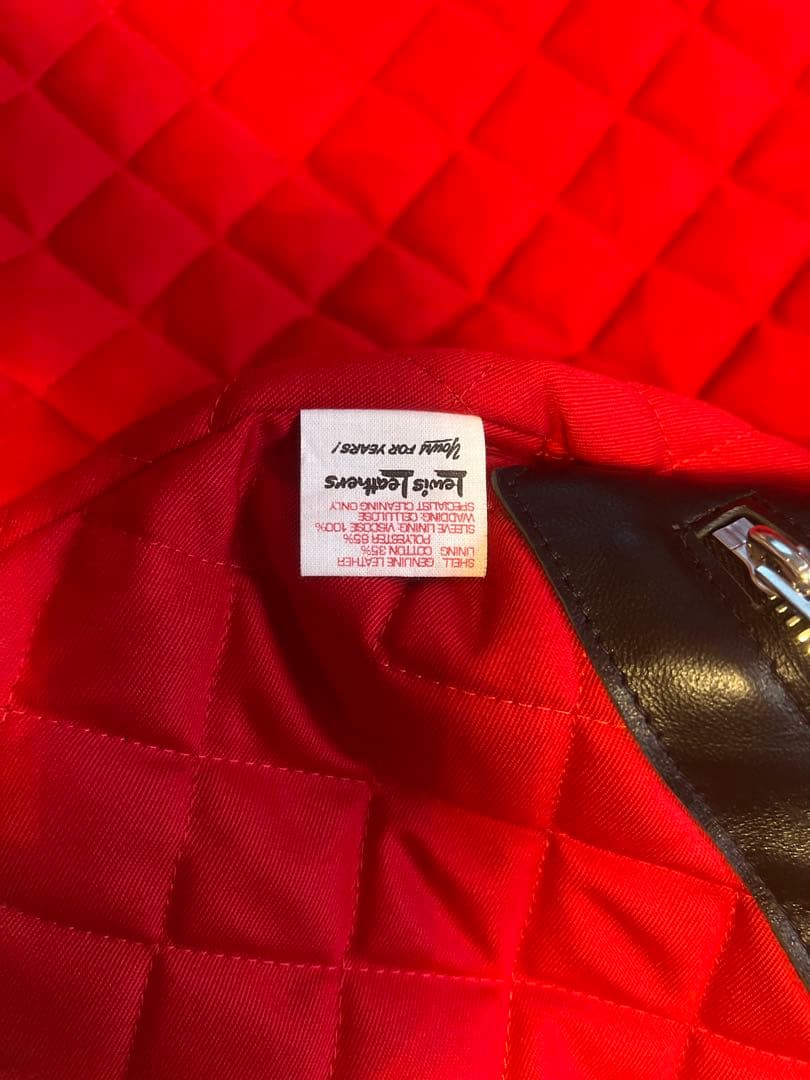 SHELL GENUINE LEATHER
LINING COTTON 35%
POLYESTER 65%
SLEEVE LINING: VISCOSE 100%
WADDING: CELLULOSE
SPECIALIST CLEANING ONLY
Lewis Leathers
Yours FOR YEARS!